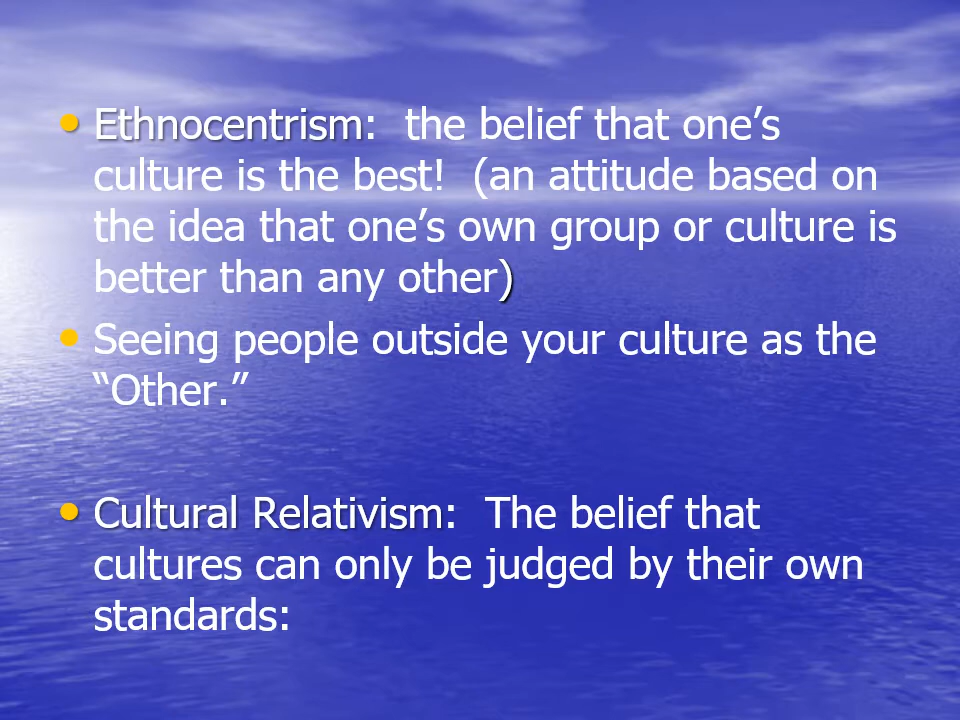 • Ethnocentrism:  the belief that one’s
culture is the best!  (an attitude based on
the idea that one’s own group or culture is
better than any other)
• Seeing people outside your culture as the
“Other.”
• Cultural Relativism:  The belief that
cultures can only be judged by their own
standards: